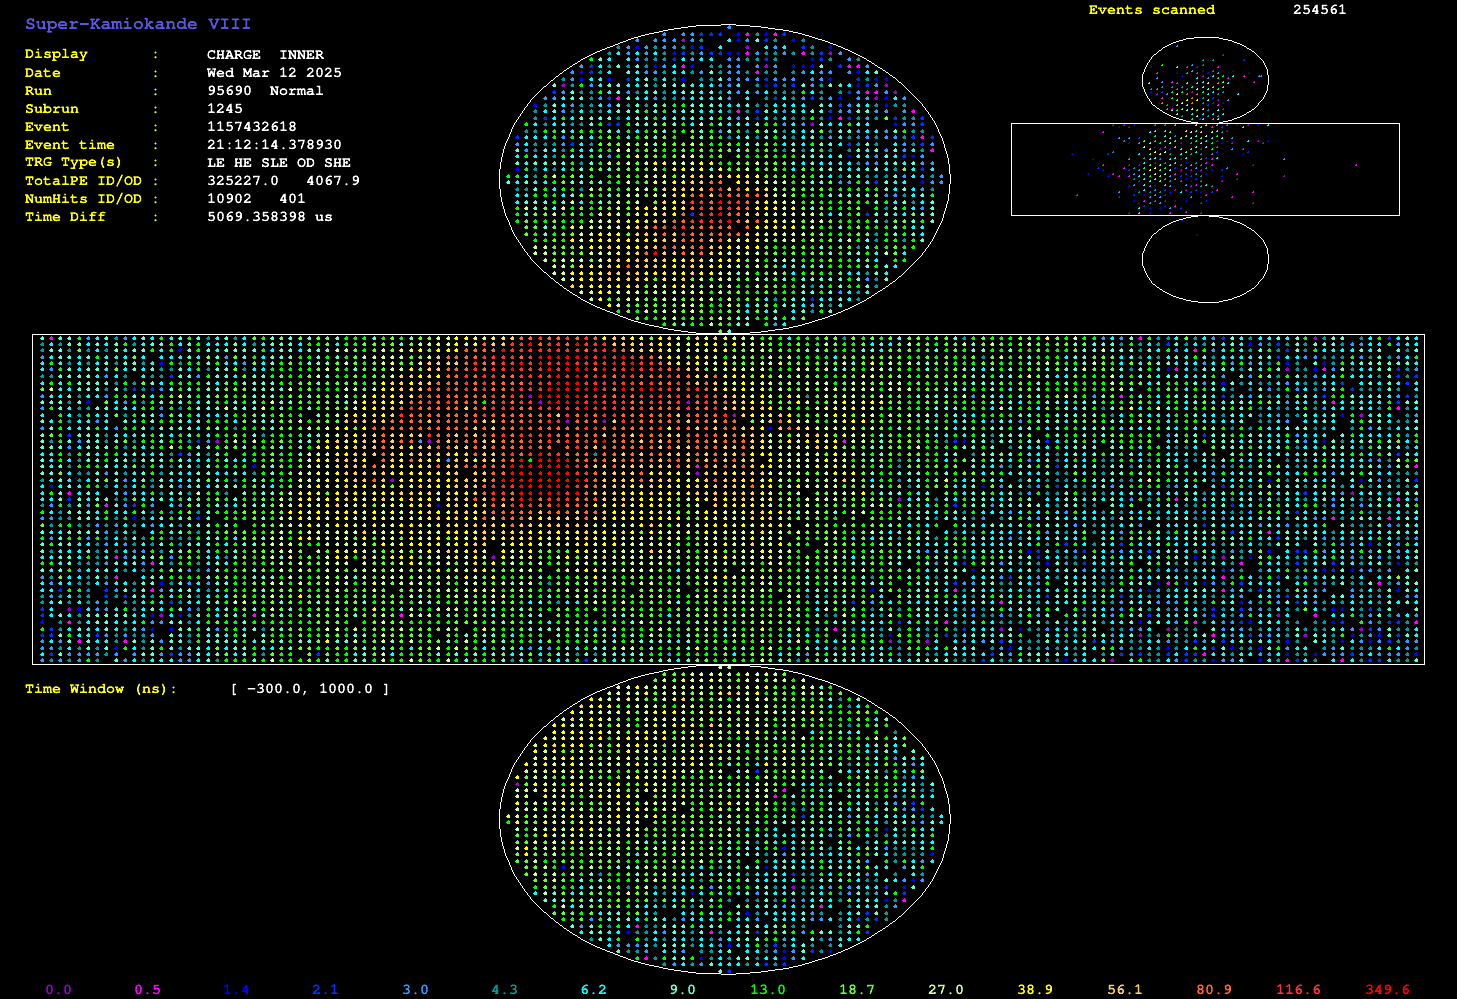 Super-Kamiokande VIII
Events scanned 254561
Display : CHARGE INNER
Date : Wed Mar 12 2025
Run : 95690 Normal
Subrun : 1245
Event : 1157432618
Event time : 21:12:14.378930
TRG Type(s) : LE HE SLE OD SHE
TotalPE ID/OD : 325227.0 4067.9
NumHits ID/OD : 10902 401
Time Diff : 5069.358398 us
Time Window (ns): [ -300.0, 1000.0 ]
0.0 0.5 1.4 2.1 3.0 4.3 6.2 9.0 13.0 18.7 27.0 38.9 56.1 80.9 116.6 349.6